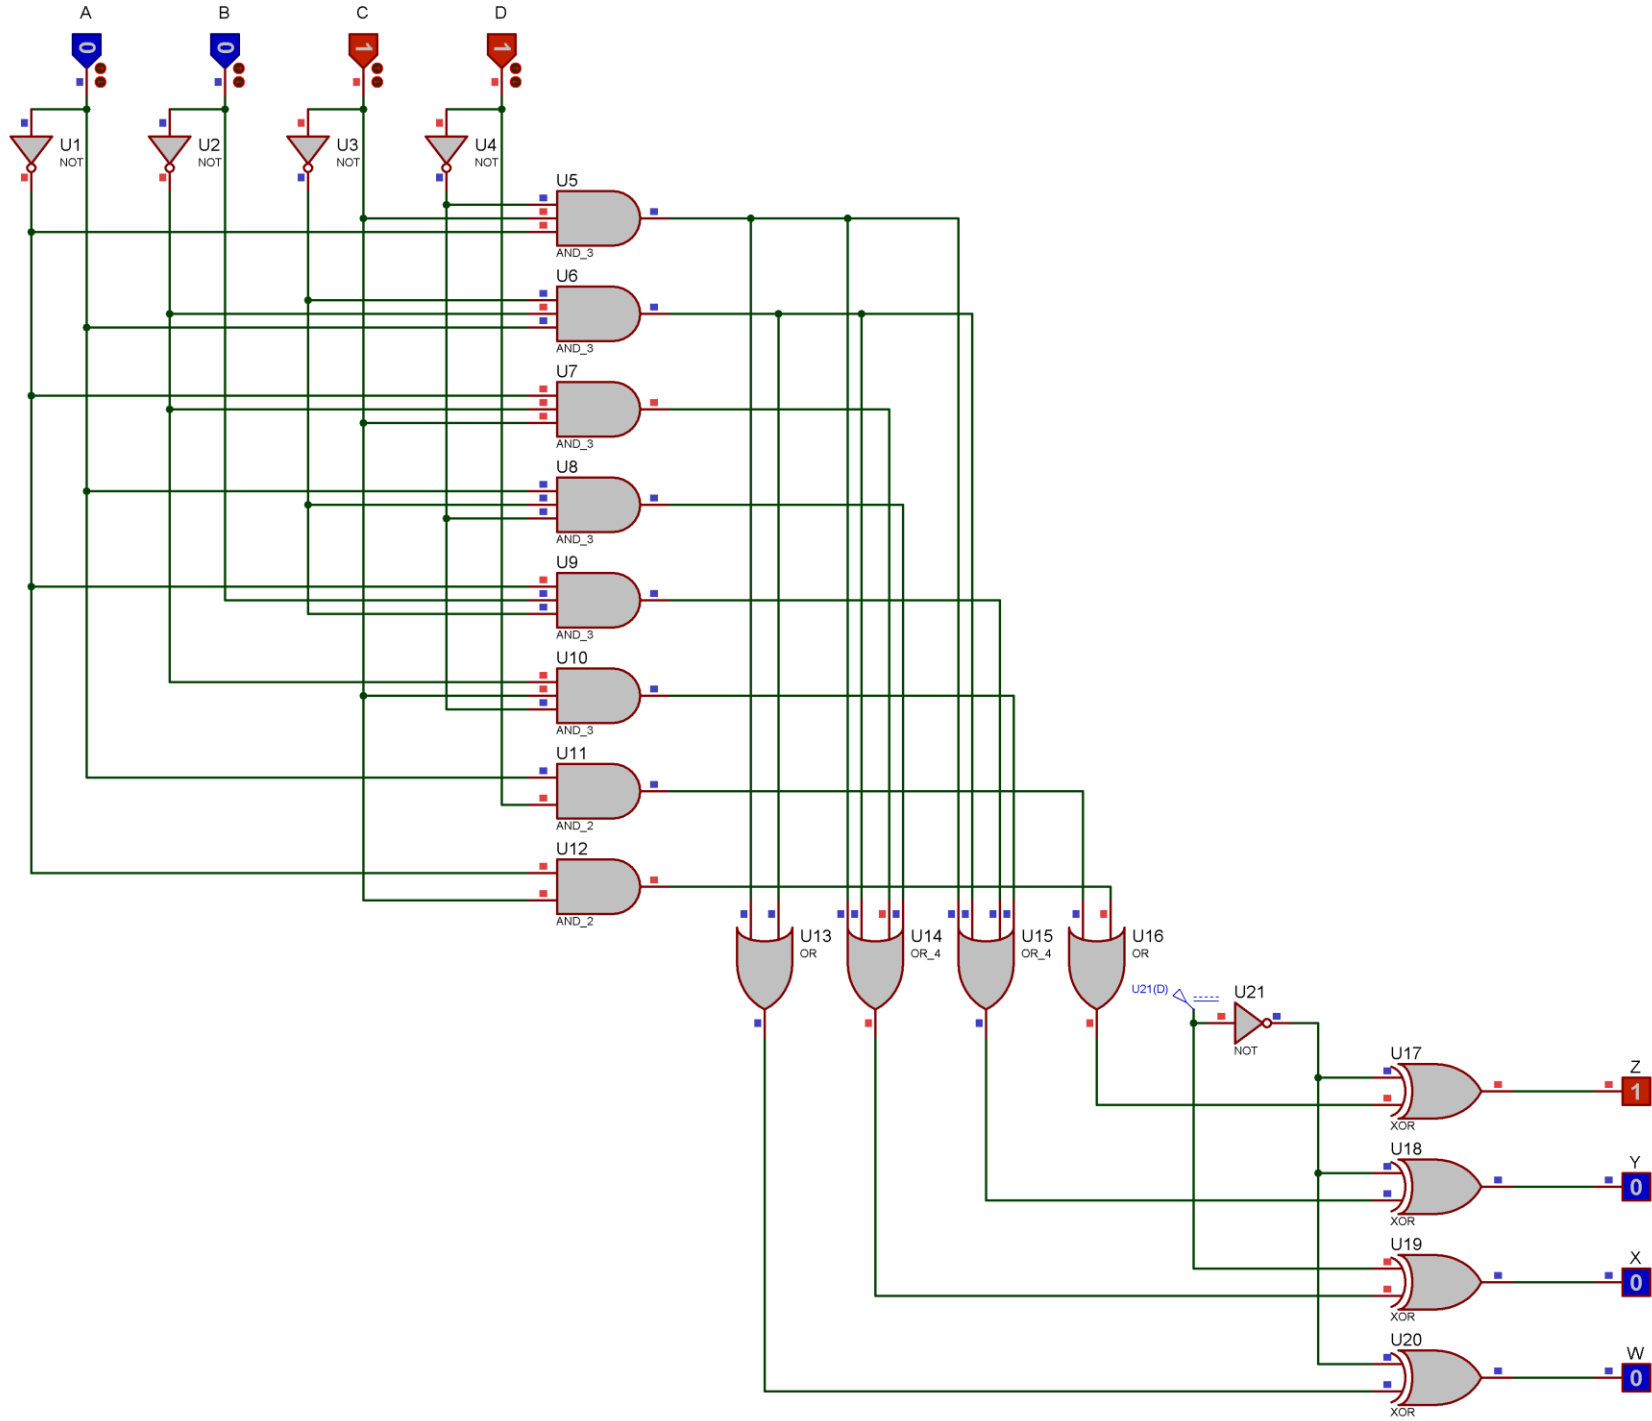 A B C D
0 0 1 1
U1
NOT
U2
NOT
U3
NOT
U4
NOT
U5
AND_3
U6
AND_3
U7
AND_3
U8
AND_3
U9
AND_3
U10
AND_3
U11
AND_2
U12
AND_2
U13
OR
U14
OR_4
U15
OR_4
U16
OR
U21(D)
U21
NOT
U17
XOR
Z
1
U18
XOR
Y
0
U19
XOR
X
0
U20
XOR
W
0